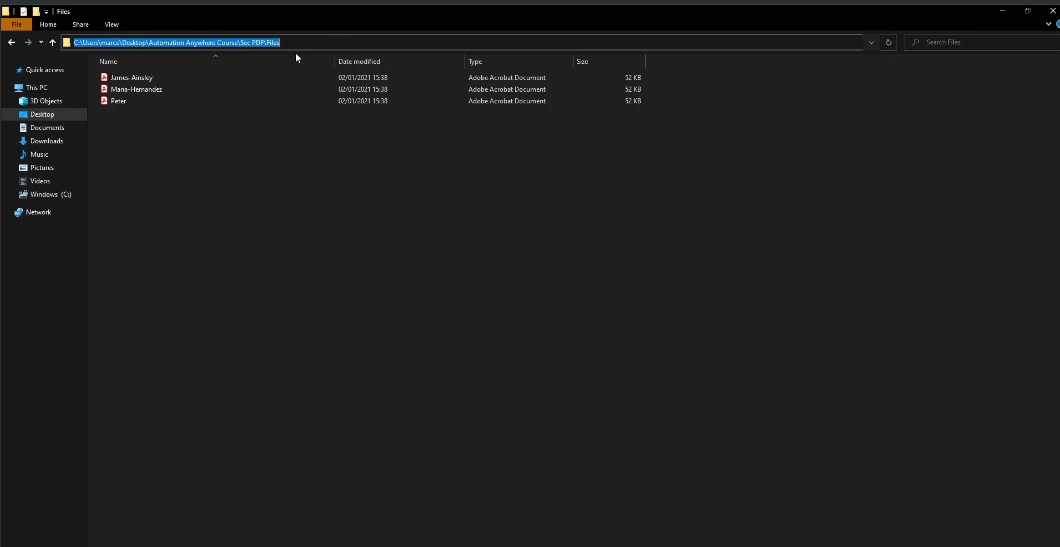 Files
File Home Share View
C:\Users\marce\Desktop\Automation Anywhere Course\Sec PDF\Files
Search Files
Name Date modified Type Size
Quick access
This PC
3D Objects
Desktop
Documents
Downloads
Music
Pictures
Videos
Windows (C:)
Network
James-Ainsley 02/01/2021 15:38 Adobe Acrobat Document 52 KB
Maria-Hernandez 02/01/2021 15:38 Adobe Acrobat Document 52 KB
Peter 02/01/2021 15:38 Adobe Acrobat Document 52 KB